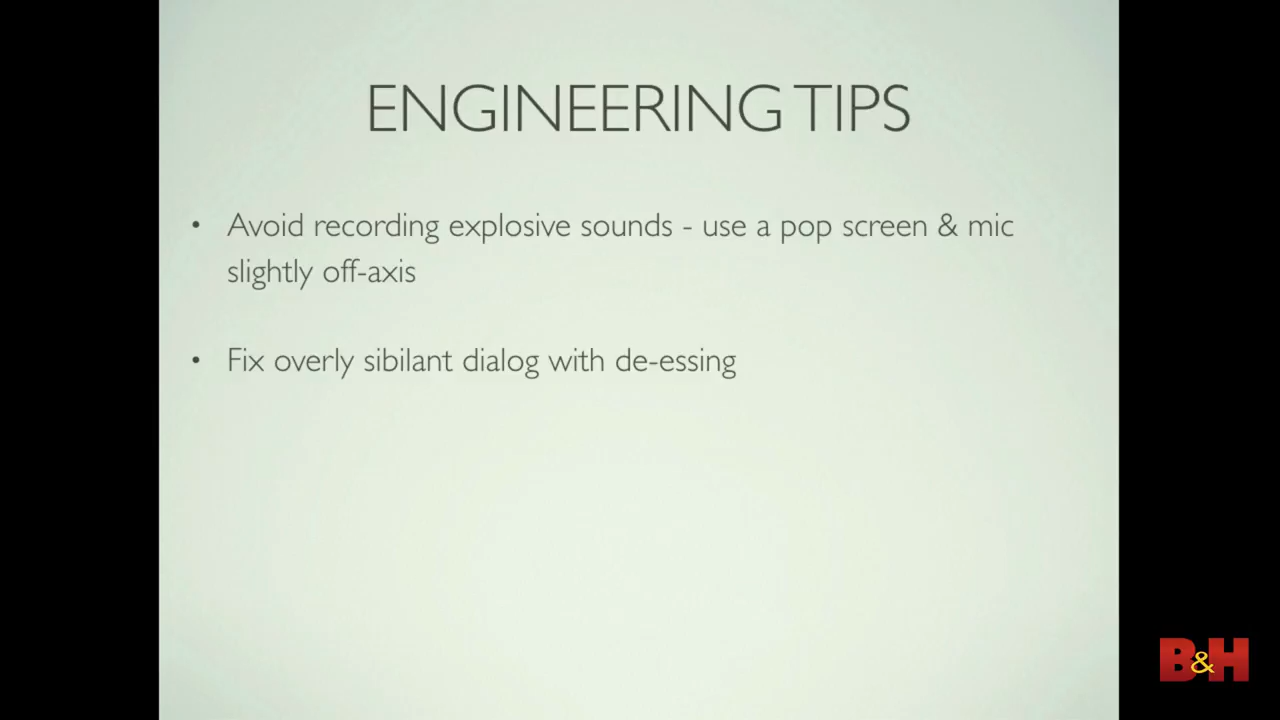 ENGINEERING TIPS
• Avoid recording explosive sounds - use a pop screen & mic
slightly off-axis
• Fix overly sibilant dialog with de-essing
B&H